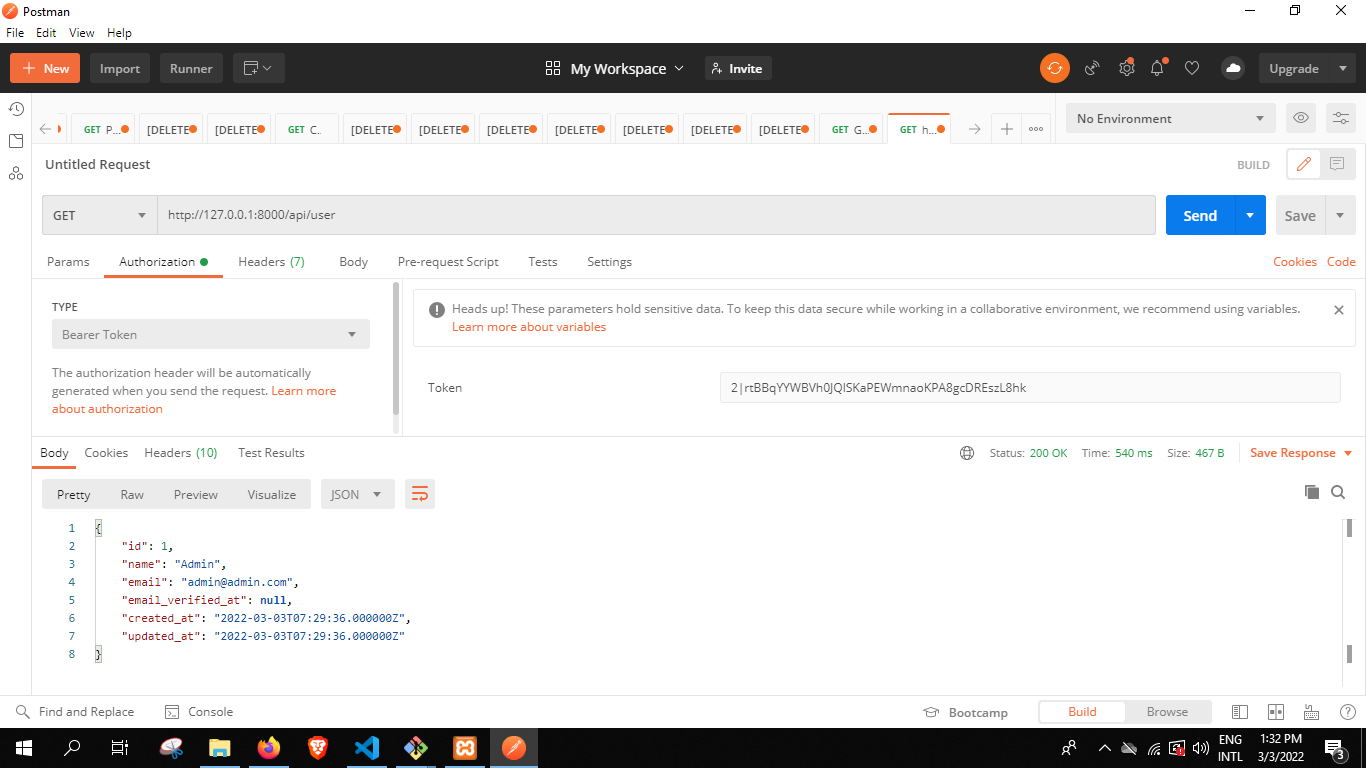 Postman
File Edit View Help
New Import Runner My Workspace Invite Upgrade
GET P... [DELETE [DELETE GET C.. [DELETE [DELETE [DELETE [DELETE [DELETE [DELETE [DELETE GET G... GET h... No Environment
Untitled Request BUILD
GET http://127.0.0.1:8000/api/user Send Save
Params Authorization Headers (7) Body Pre-request Script Tests Settings Cookies Code
TYPE
Bearer Token
The authorization header will be automatically
generated when you send the request. Learn more
about authorization
Heads up! These parameters hold sensitive data. To keep this data secure while working in a collaborative environment, we recommend using variables.
Learn more about variables
Token 2|rtBBqYYWBVh0JQISKaPEWmnaoKPA8gcDREszL8hk
Body Cookies Headers (10) Test Results Status: 200 OK Time: 540 ms Size: 467 B Save Response
Pretty Raw Preview Visualize JSON
1 {
2 "id": 1,
3 "name": "Admin",
4 "email": "admin@admin.com",
5 "email_verified_at": null,
6 "created_at": "2022-03-03T07:29:36.000000Z",
7 "updated_at": "2022-03-03T07:29:36.000000Z"
8 }
Find and Replace Console Bootcamp Build Browse
ENG 1:32 PM
INTL 3/3/2022 3